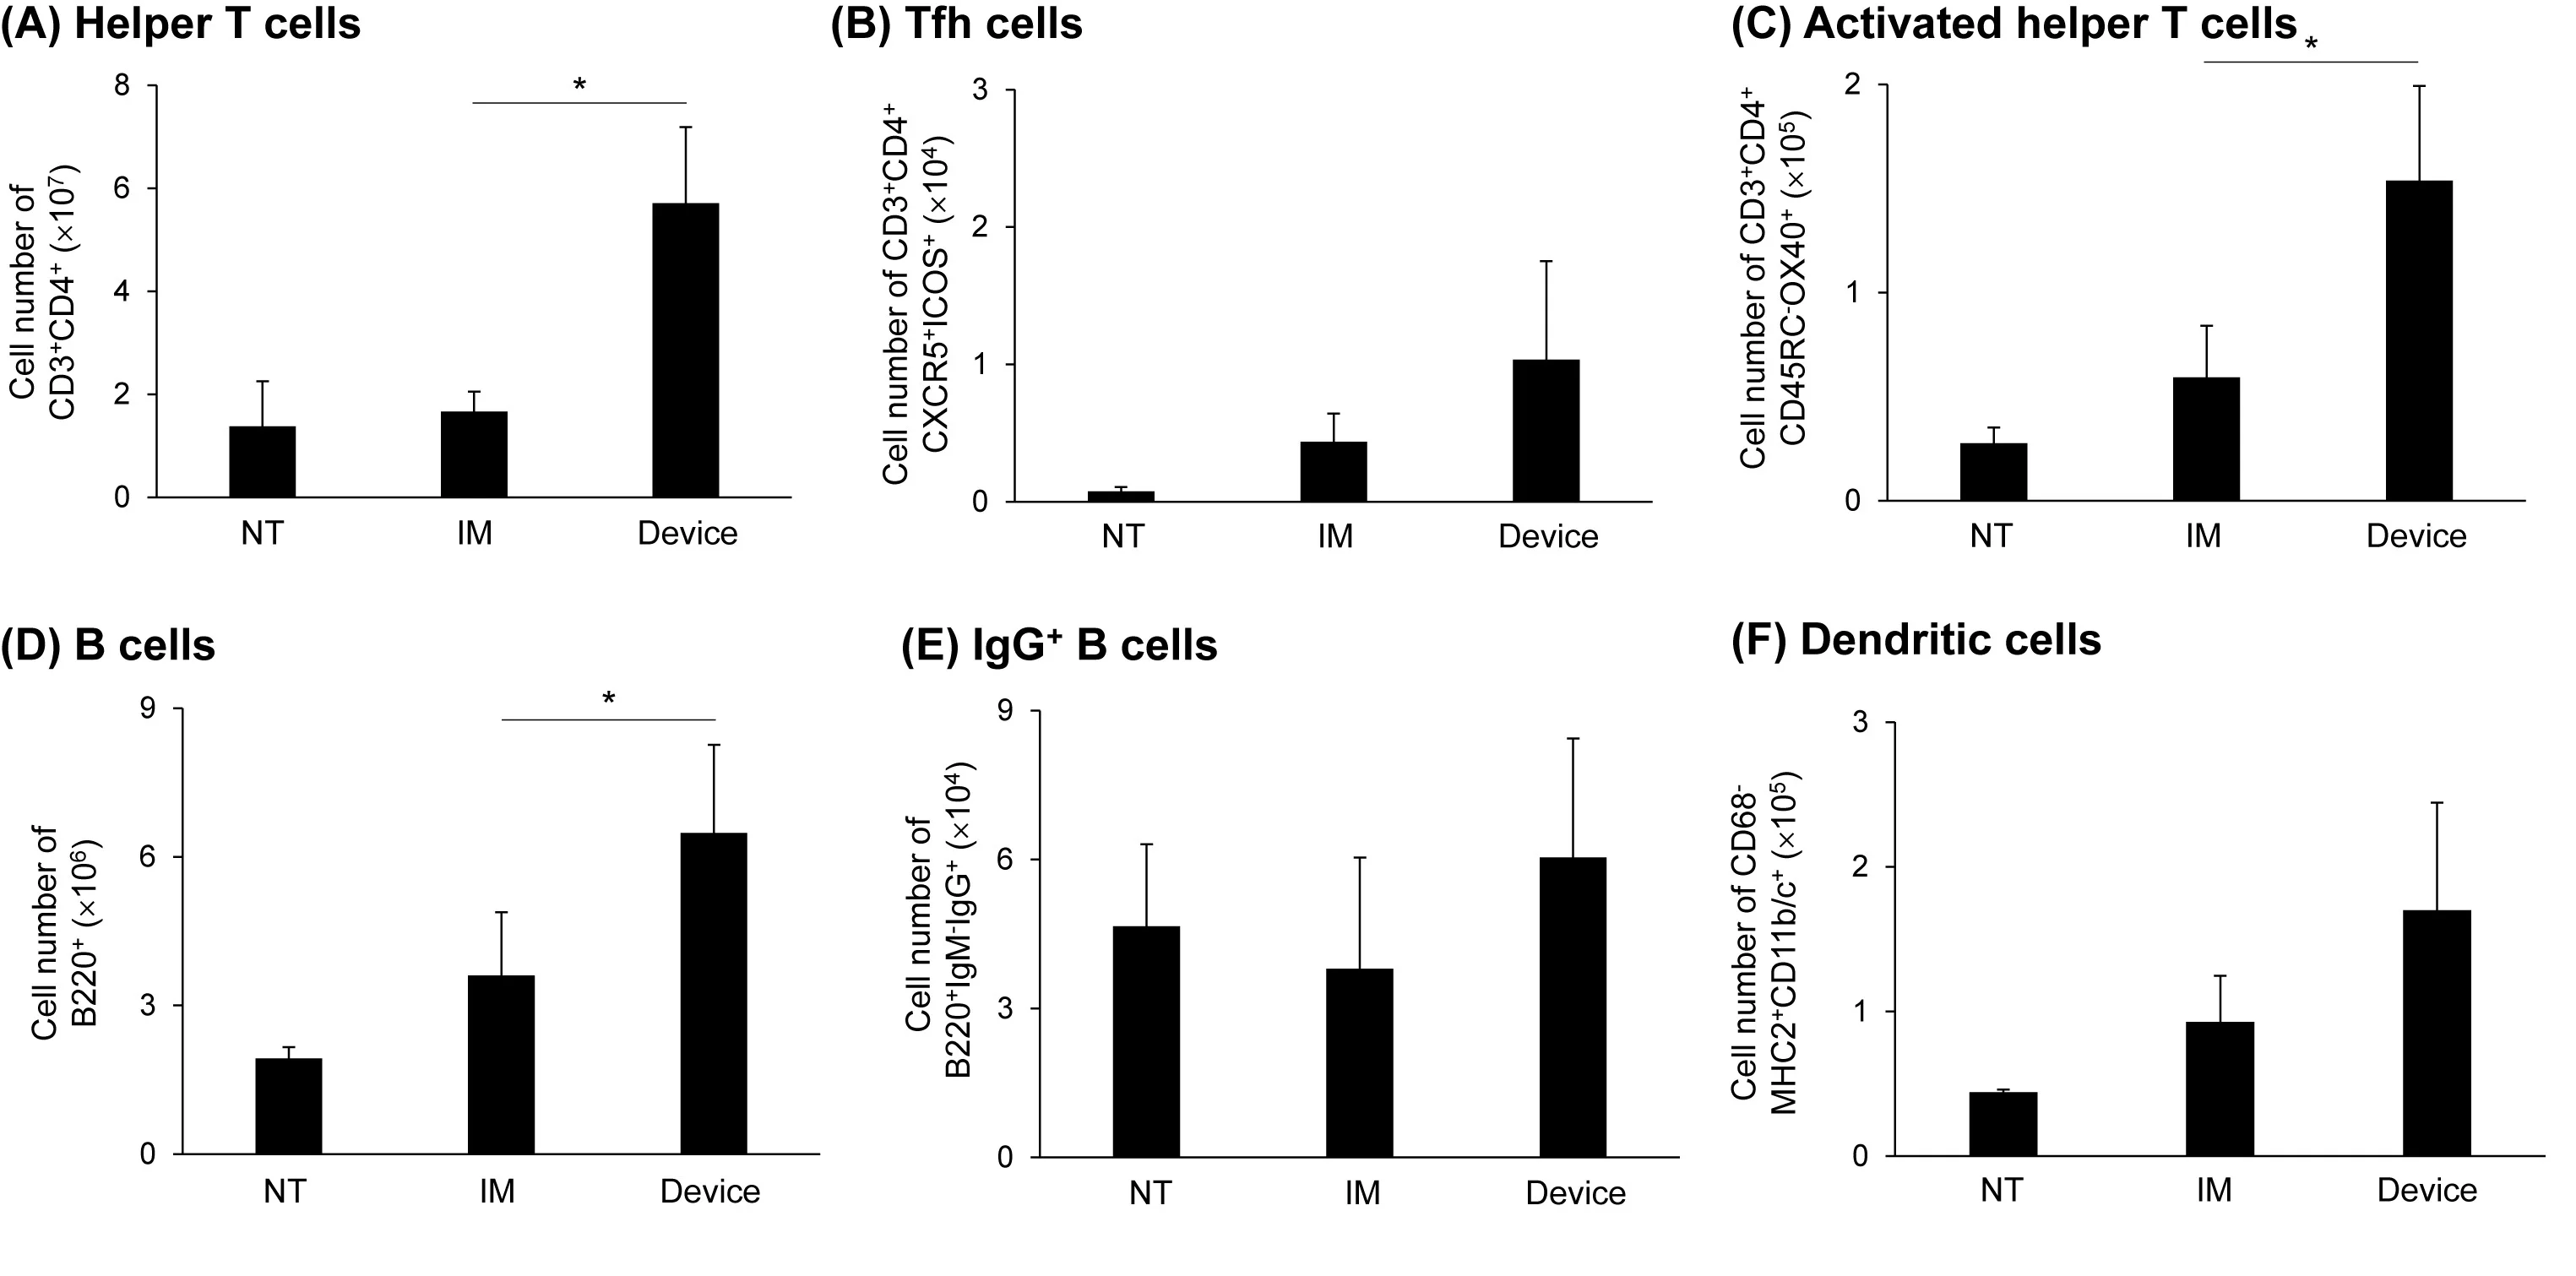 (A) Helper T cells
Cell number of
CD3⁺CD4⁺ (×10⁷)
8
6
4
2
0
*
NT IM Device
(B) Tfh cells
Cell number of CD3⁺CD4⁺
CXCR5⁺ICOS⁺ (×10⁴)
3
2
1
0
NT IM Device
(C) Activated helper T cells
Cell number of CD3⁺CD4⁺
CD45RC⁻OX40⁺ (×10⁵)
2
1
0
*
NT IM Device
(D) B cells
Cell number of
B220⁺ (×10⁶)
9
6
3
0
*
NT IM Device
(E) IgG⁺ B cells
Cell number of
B220⁺IgM⁻IgG⁺ (×10⁴)
9
6
3
0
NT IM Device
(F) Dendritic cells
Cell number of CD68⁻
MHC2⁺CD11b/c⁺ (×10⁵)
3
2
1
0
NT IM Device